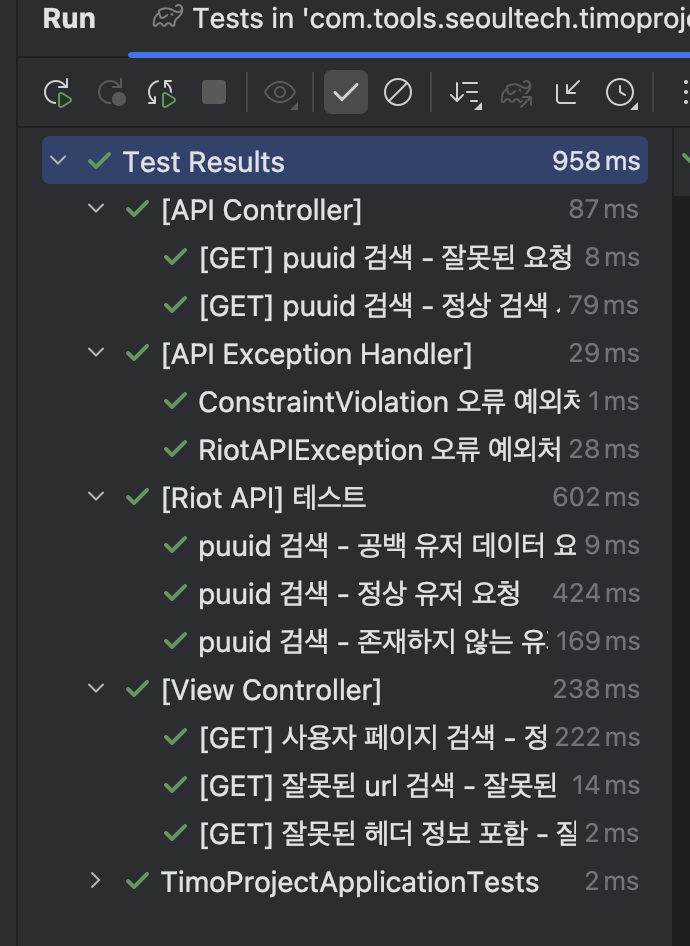 Run Tests in 'com.tools.seoultech.timoproje
Test Results 958 ms
[API Controller] 87 ms
[GET] puuid 검색 - 잘못된 요청 8 ms
[GET] puuid 검색 - 정상 검색 79 ms
[API Exception Handler] 29 ms
ConstraintViolation 오류 예외처 1 ms
RiotAPIException 오류 예외처 28 ms
[Riot API] 테스트 602 ms
puuid 검색 - 공백 유저 데이터 요 9 ms
puuid 검색 - 정상 유저 요청 424 ms
puuid 검색 - 존재하지 않는 유 169 ms
[View Controller] 238 ms
[GET] 사용자 페이지 검색 - 정 222 ms
[GET] 잘못된 url 검색 - 잘못된 14 ms
[GET] 잘못된 헤더 정보 포함 - 잘 2 ms
TimoProjectApplicationTests 2 ms